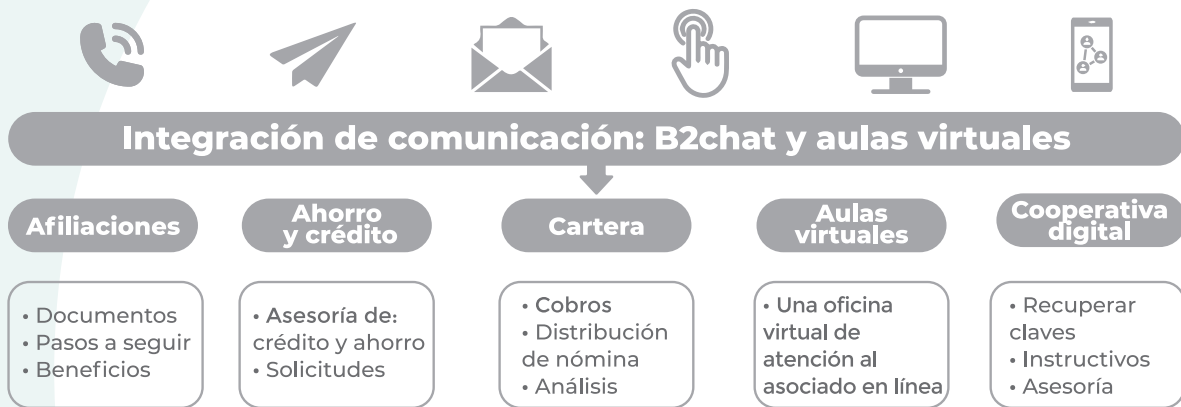 Integración de comunicación: B2chat y aulas virtuales
Afiliaciones
Ahorro
y crédito
Cartera
Aulas
virtuales
Cooperativa
digital
• Documentos
• Pasos a seguir
• Beneficios
• Asesoría de:
crédito y ahorro
• Solicitudes
• Cobros
• Distribución
de nómina
• Análisis
• Una oficina
virtual de
atención al
asociado en línea
• Recuperar
claves
• Instructivos
• Asesoría